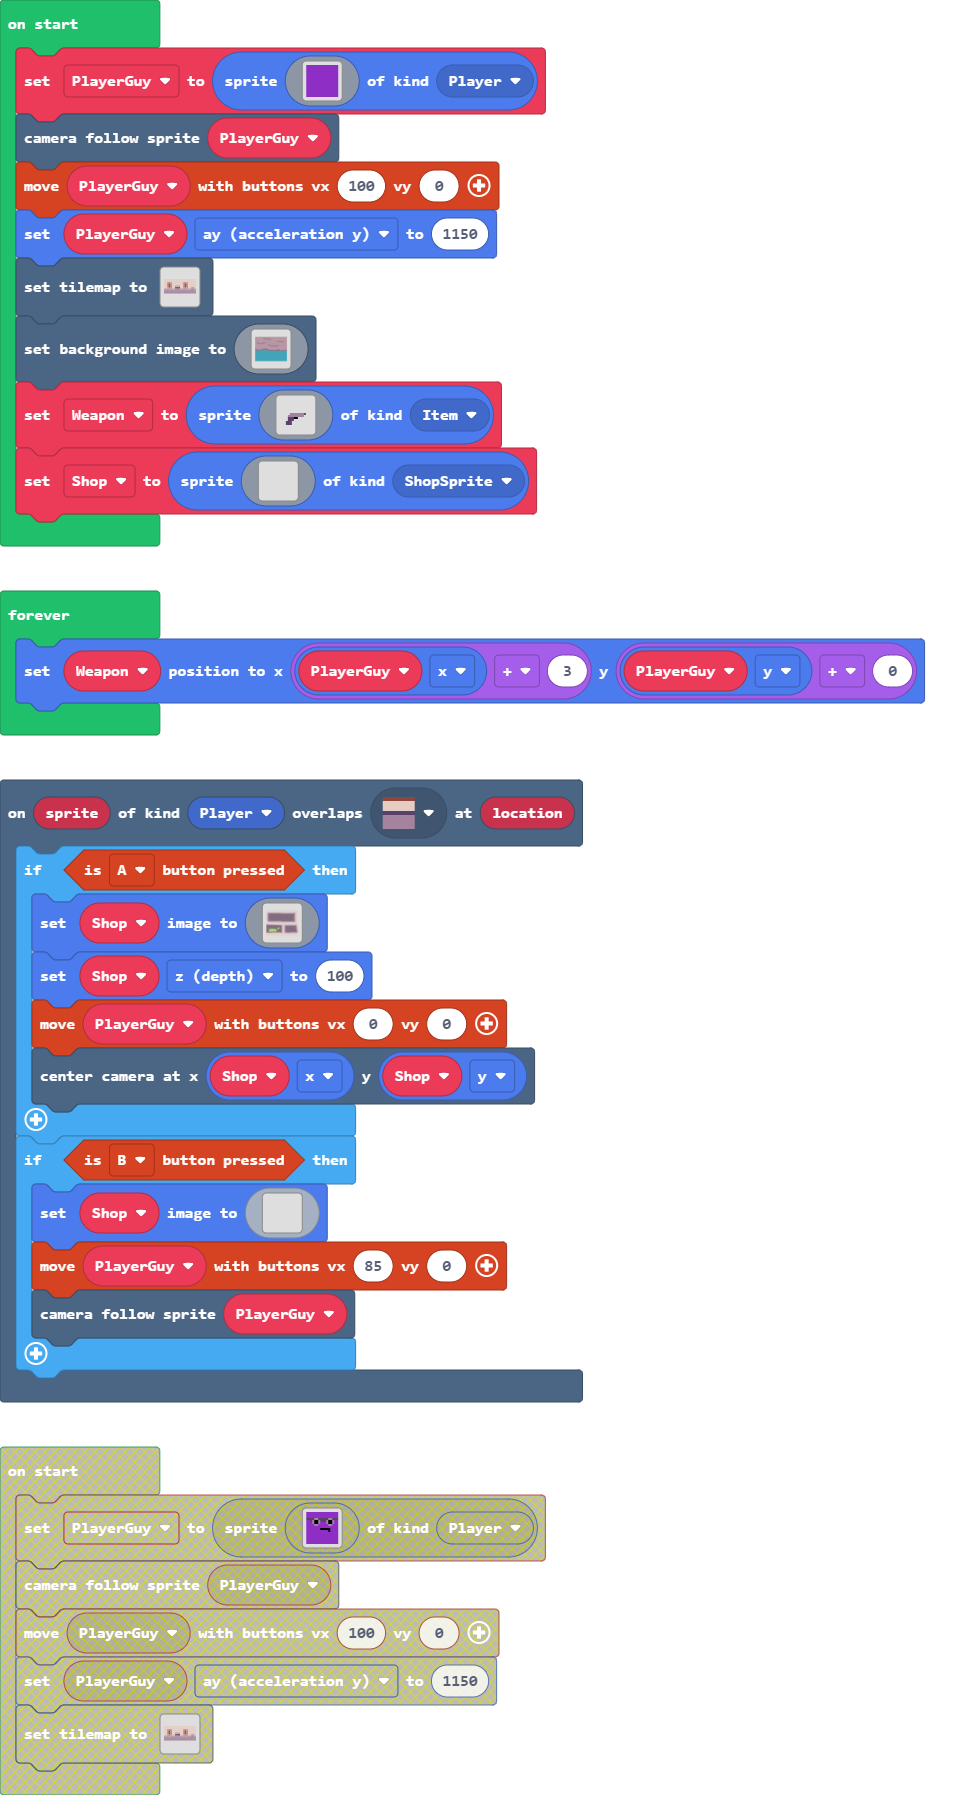 on start
set PlayerGuy to sprite of kind Player
camera follow sprite PlayerGuy
move PlayerGuy with buttons vx 100 vy 0
set PlayerGuy ay (acceleration y) to 1150
set tilemap to
set background image to
set Weapon to sprite of kind Item
set Shop to sprite of kind ShopSprite
forever
set Weapon position to x PlayerGuy x + 3 y PlayerGuy y + 0
on sprite of kind Player overlaps at location
if is A button pressed then
set Shop image to
set Shop z (depth) to 100
move PlayerGuy with buttons vx 0 vy 0
center camera at x Shop x y Shop y
if is B button pressed then
set Shop image to
move PlayerGuy with buttons vx 85 vy 0
camera follow sprite PlayerGuy
on start
set PlayerGuy to sprite of kind Player
camera follow sprite PlayerGuy
move PlayerGuy with buttons vx 100 vy 0
set PlayerGuy ay (acceleration y) to 1150
set tilemap to